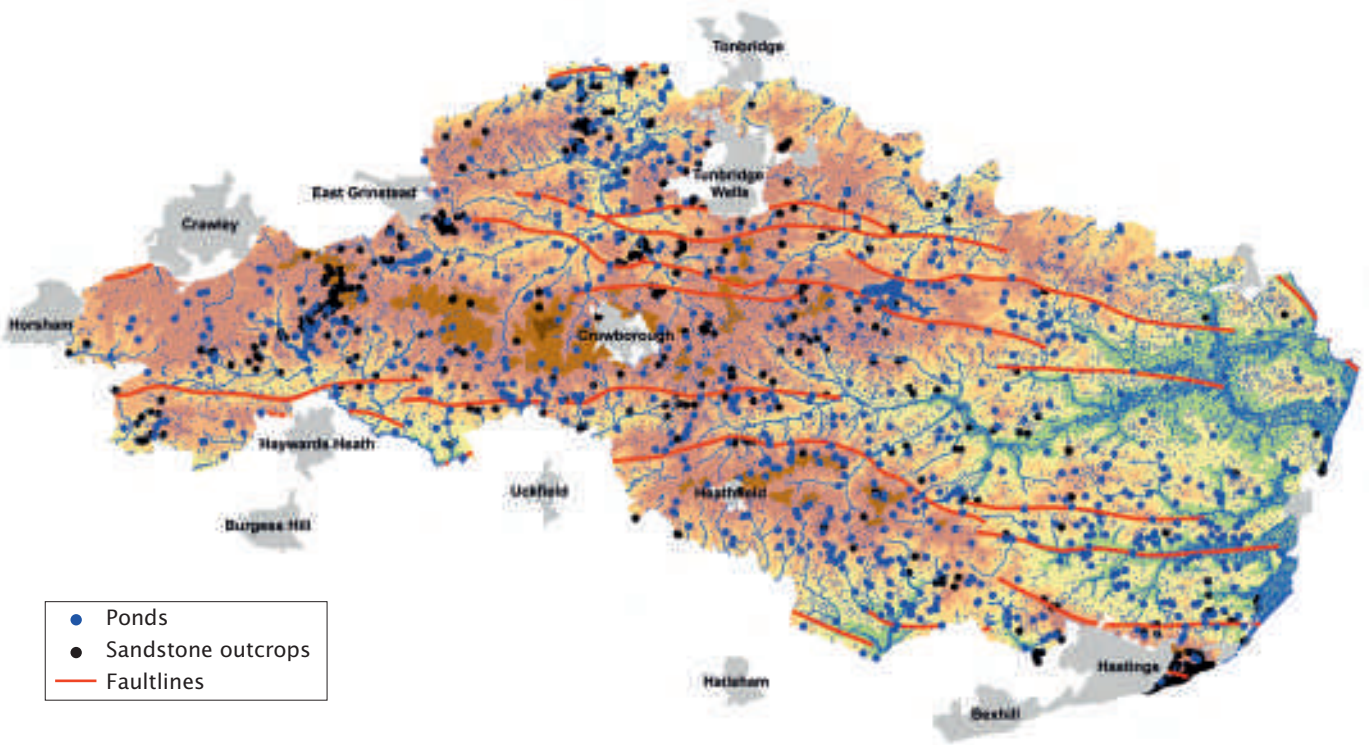 Tonbridge
Tunbridge
Wells
East Grinstead
Crawley
Horsham
Crowborough
Haywards Heath
Uckfield
Heathfield
Burgess Hill
Ponds
Sandstone outcrops
Faultlines
Hastings
Hailsham
Bexhill